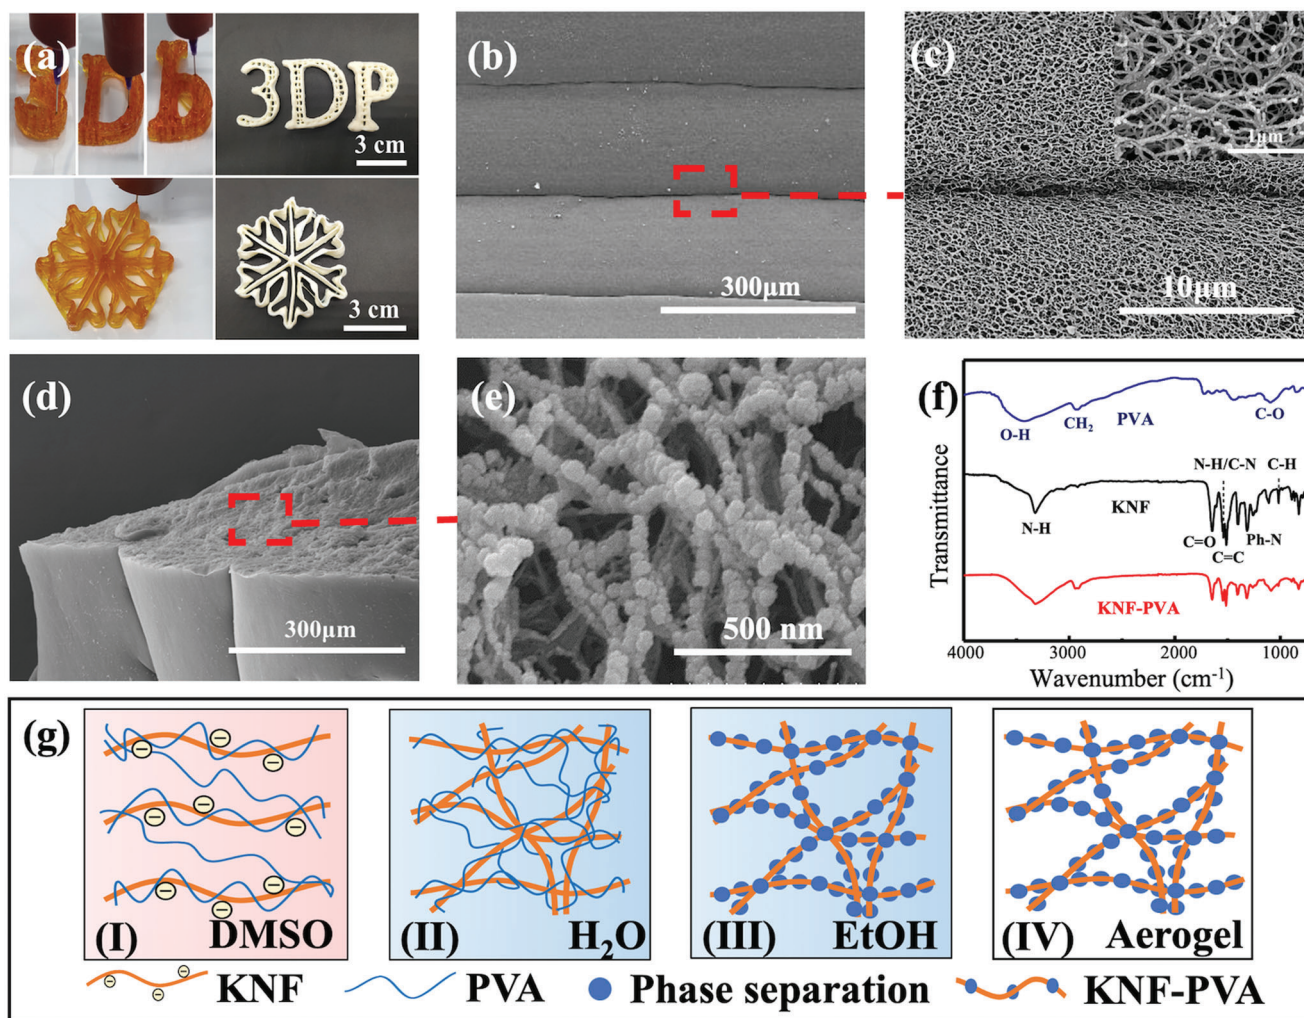 (a)
3DP
3 cm
3 cm
(b)
300μm
(c)
1μm
10μm
(d)
300μm
(e)
500 nm
(f)
Transmittance
O-H
CH₂
PVA
C-O
N-H/C-N
C-H
N-H
KNF
C=O
C=C
Ph-N
KNF-PVA
4000 3000 2000 1000
Wavenumber (cm⁻¹)
(g)
(I) DMSO
(II) H₂O
(III) EtOH
(IV) Aerogel
KNF PVA Phase separation KNF-PVA